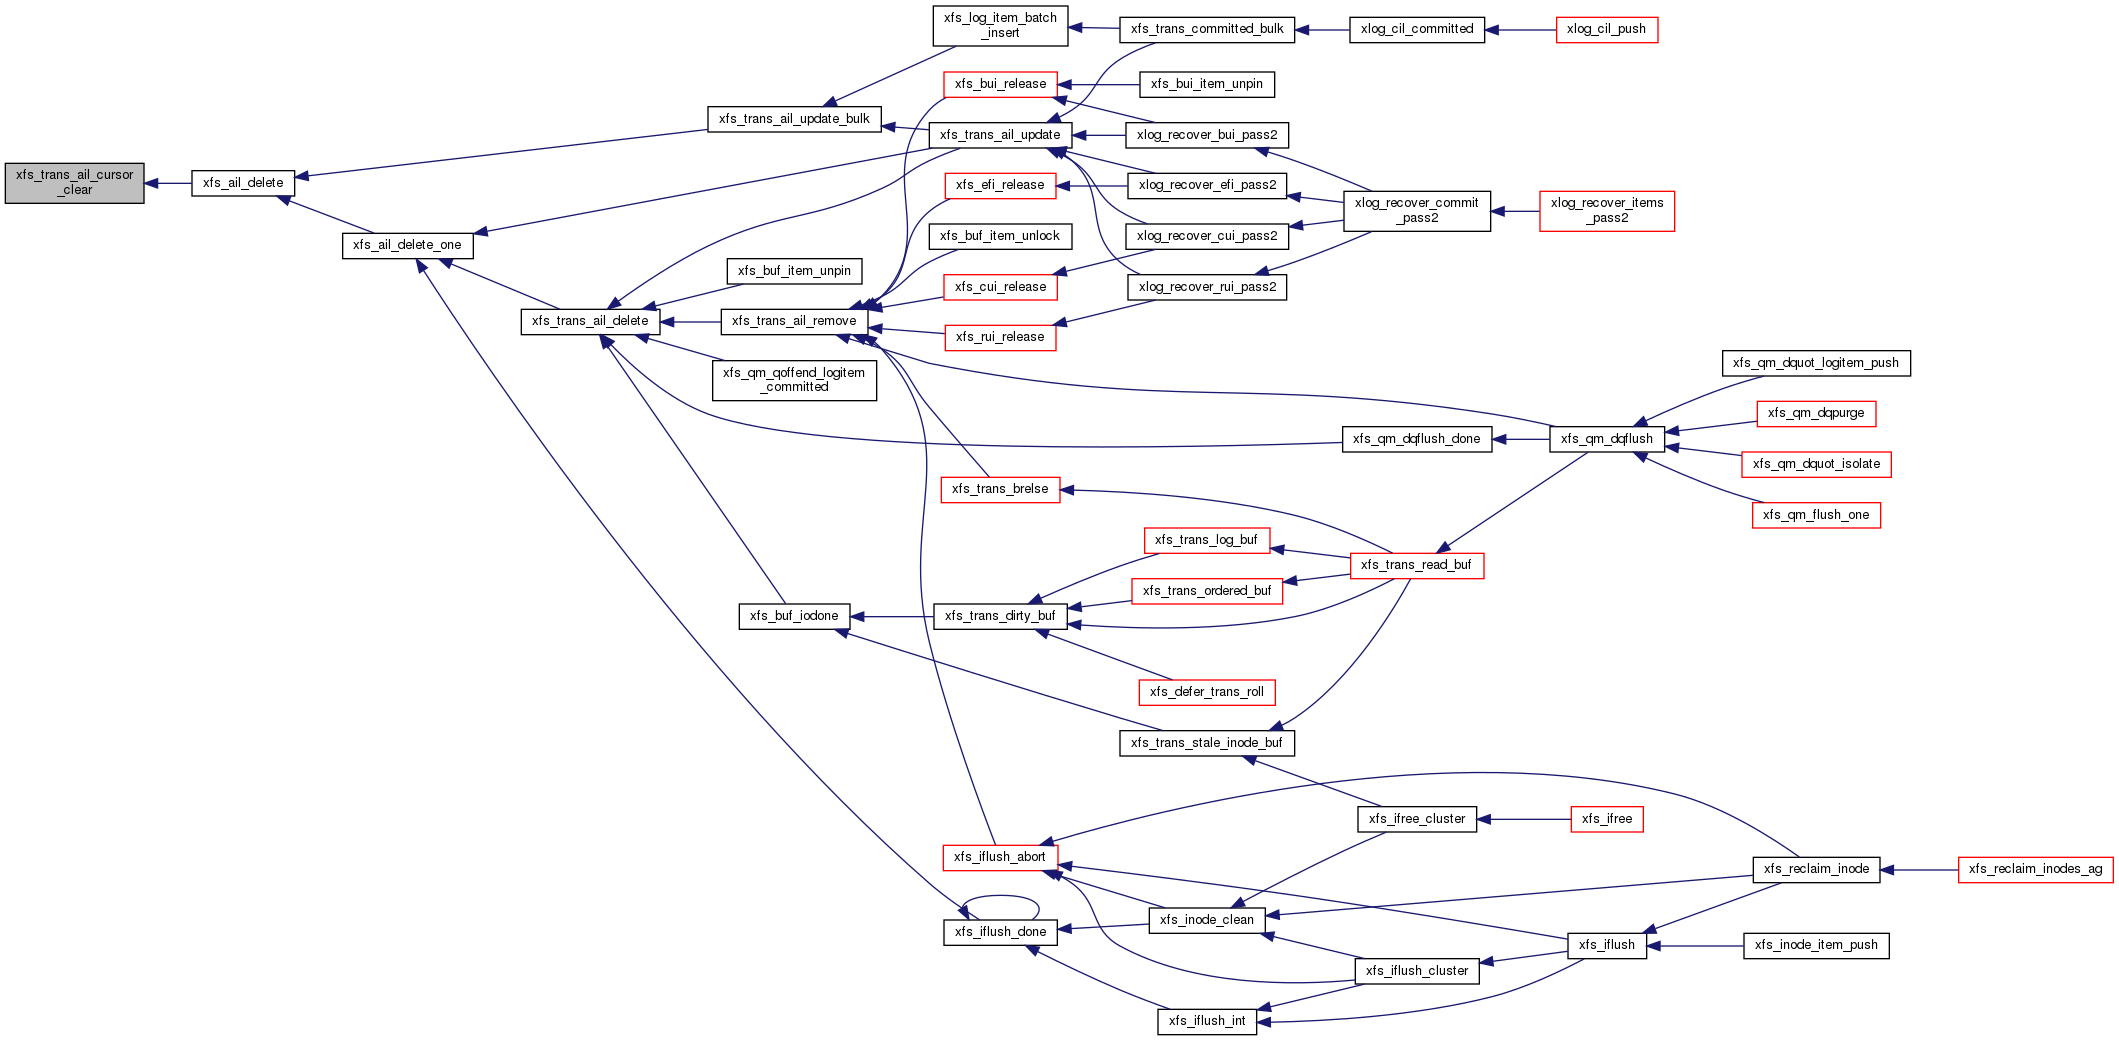 xfs_trans_ail_cursor
_clear
xfs_ail_delete
xfs_trans_ail_update_bulk
xfs_ail_delete_one
xfs_log_item_batch
_insert
xfs_trans_committed_bulk
xlog_cil_committed
xlog_cil_push
xfs_bui_release
xfs_bui_item_unpin
xfs_trans_ail_update
xlog_recover_bui_pass2
xfs_efi_release
xlog_recover_efi_pass2
xlog_recover_commit
_pass2
xlog_recover_items
_pass2
xfs_buf_item_unlock
xlog_recover_cui_pass2
xfs_buf_item_unpin
xfs_cui_release
xlog_recover_rui_pass2
xfs_trans_ail_delete
xfs_trans_ail_remove
xfs_rui_release
xfs_qm_qoffend_logitem
_committed
xfs_qm_dquot_logitem_push
xfs_qm_dqpurge
xfs_qm_dqflush_done
xfs_qm_dqflush
xfs_qm_dquot_isolate
xfs_trans_brelse
xfs_qm_flush_one
xfs_trans_log_buf
xfs_trans_read_buf
xfs_trans_ordered_buf
xfs_buf_iodone
xfs_trans_dirty_buf
xfs_defer_trans_roll
xfs_trans_stale_inode_buf
xfs_ifree_cluster
xfs_ifree
xfs_iflush_abort
xfs_reclaim_inode
xfs_reclaim_inodes_ag
xfs_inode_clean
xfs_iflush_done
xfs_iflush
xfs_inode_item_push
xfs_iflush_cluster
xfs_iflush_int